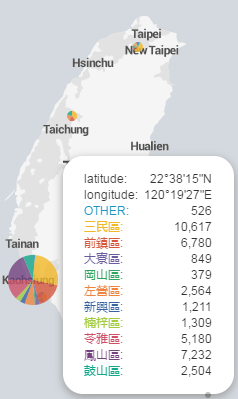 Taipei
New Taipei
Hsinchu
Taichung
Hualien
Tainan
Kaohsiung
latitude: 22°38'15"N
longitude: 120°19'27"E
OTHER: 526
三民區: 10,617
前鎮區: 6,780
大寮區: 849
岡山區: 379
左營區: 2,564
新興區: 1,211
楠梓區: 1,309
苓雅區: 5,180
鳳山區: 7,232
鼓山區: 2,504